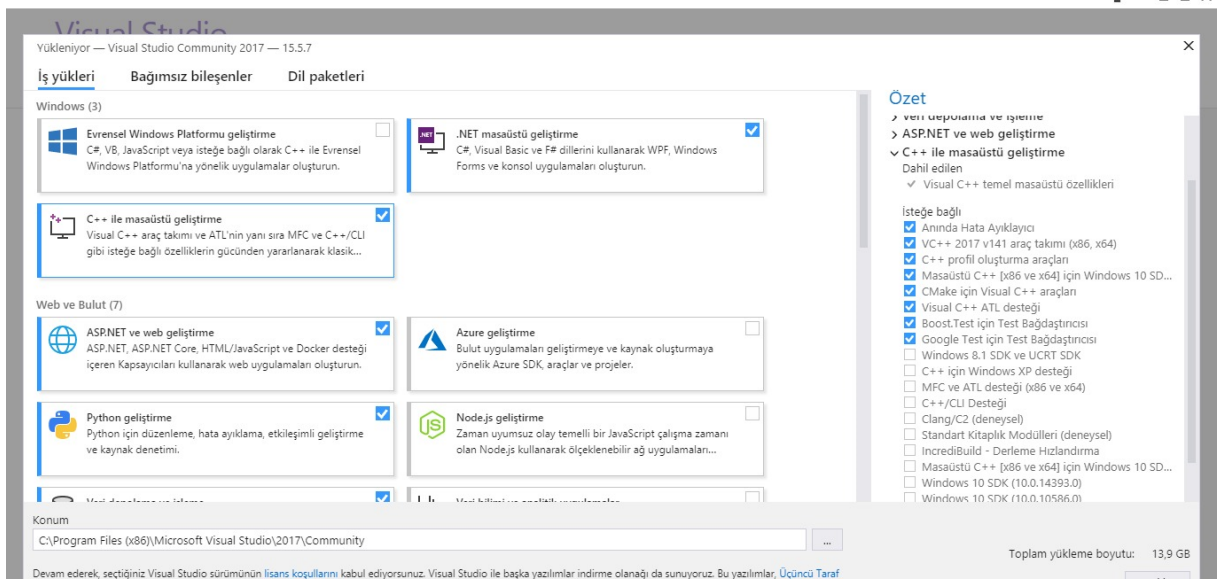 Visual Studio
Yükleniyor — Visual Studio Community 2017 — 15.5.7
İş yükleri
Bağımsız bileşenler
Dil paketleri
Windows (3)
Evrensel Windows Platformu geliştirme
C#, VB, JavaScript veya isteğe bağlı olarak C++ ile Evrensel
Windows Platformu'na yönelik uygulamalar oluşturun.
.NET
.NET masaüstü geliştirme
C#, Visual Basic ve F# dillerini kullanarak WPF, Windows
Forms ve konsol uygulamaları oluşturun.
C++ ile masaüstü geliştirme
Visual C++ araç takımı ve ATL'nin yanı sıra MFC ve C++/CLI
gibi isteğe bağlı özelliklerin gücünden yararlanarak klasik...
Web ve Bulut (7)
ASP.NET ve web geliştirme
ASP.NET, ASP.NET Core, HTML/JavaScript ve Docker desteği
içeren Kapsayıcıları kullanarak web uygulamaları oluşturun.
Azure geliştirme
Bulut uygulamaları geliştirmeye ve kaynak oluşturmaya
yönelik Azure SDK, araçlar ve projeler.
Python geliştirme
Python için düzenleme, hata ayıklama, etkileşimli geliştirme
ve kaynak denetimi.
JS
Node.js geliştirme
Zaman uyumsuz olay temelli bir JavaScript çalışma zamanı
olan Node.js kullanarak ölçeklenebilir ağ uygulamaları...
Veri depolama ve işleme
Veri bilimi ve analitik uygulamalar
Konum
C:\Program Files (x86)\Microsoft Visual Studio\2017\Community
...
Devam ederek, seçtiğiniz Visual Studio sürümünün lisans koşullarını kabul ediyorsunuz. Visual Studio ile başka yazılımlar indirme olanağı da sunuyoruz. Bu yazılımlar, Üçüncü Taraf
Özet
Veri depolama ve işleme
ASP.NET ve web geliştirme
C++ ile masaüstü geliştirme
Dahil edilen
Visual C++ temel masaüstü özellikleri
İsteğe bağlı
Anında Hata Ayıklayıcı
VC++ 2017 v141 araç takımı (x86, x64)
C++ profil oluşturma araçları
Masaüstü C++ [x86 ve x64] için Windows 10 SD...
CMake için Visual C++ araçları
Visual C++ ATL desteği
Boost.Test için Test Bağdaştırıcısı
Google Test için Test Bağdaştırıcısı
Windows 8.1 SDK ve UCRT SDK
C++ için Windows XP desteği
MFC ve ATL desteği (x86 ve x64)
C++/CLI Desteği
Clang/C2 (deneysel)
Standart Kitaplık Modülleri (deneysel)
IncrediBuild - Derleme Hızlandırma
Masaüstü C++ [x86 ve x64] için Windows 10 SD...
Windows 10 SDK (10.0.14393.0)
Windows 10 SDK (10.0.10586.0)
Toplam yükleme boyutu: 13,9 GB